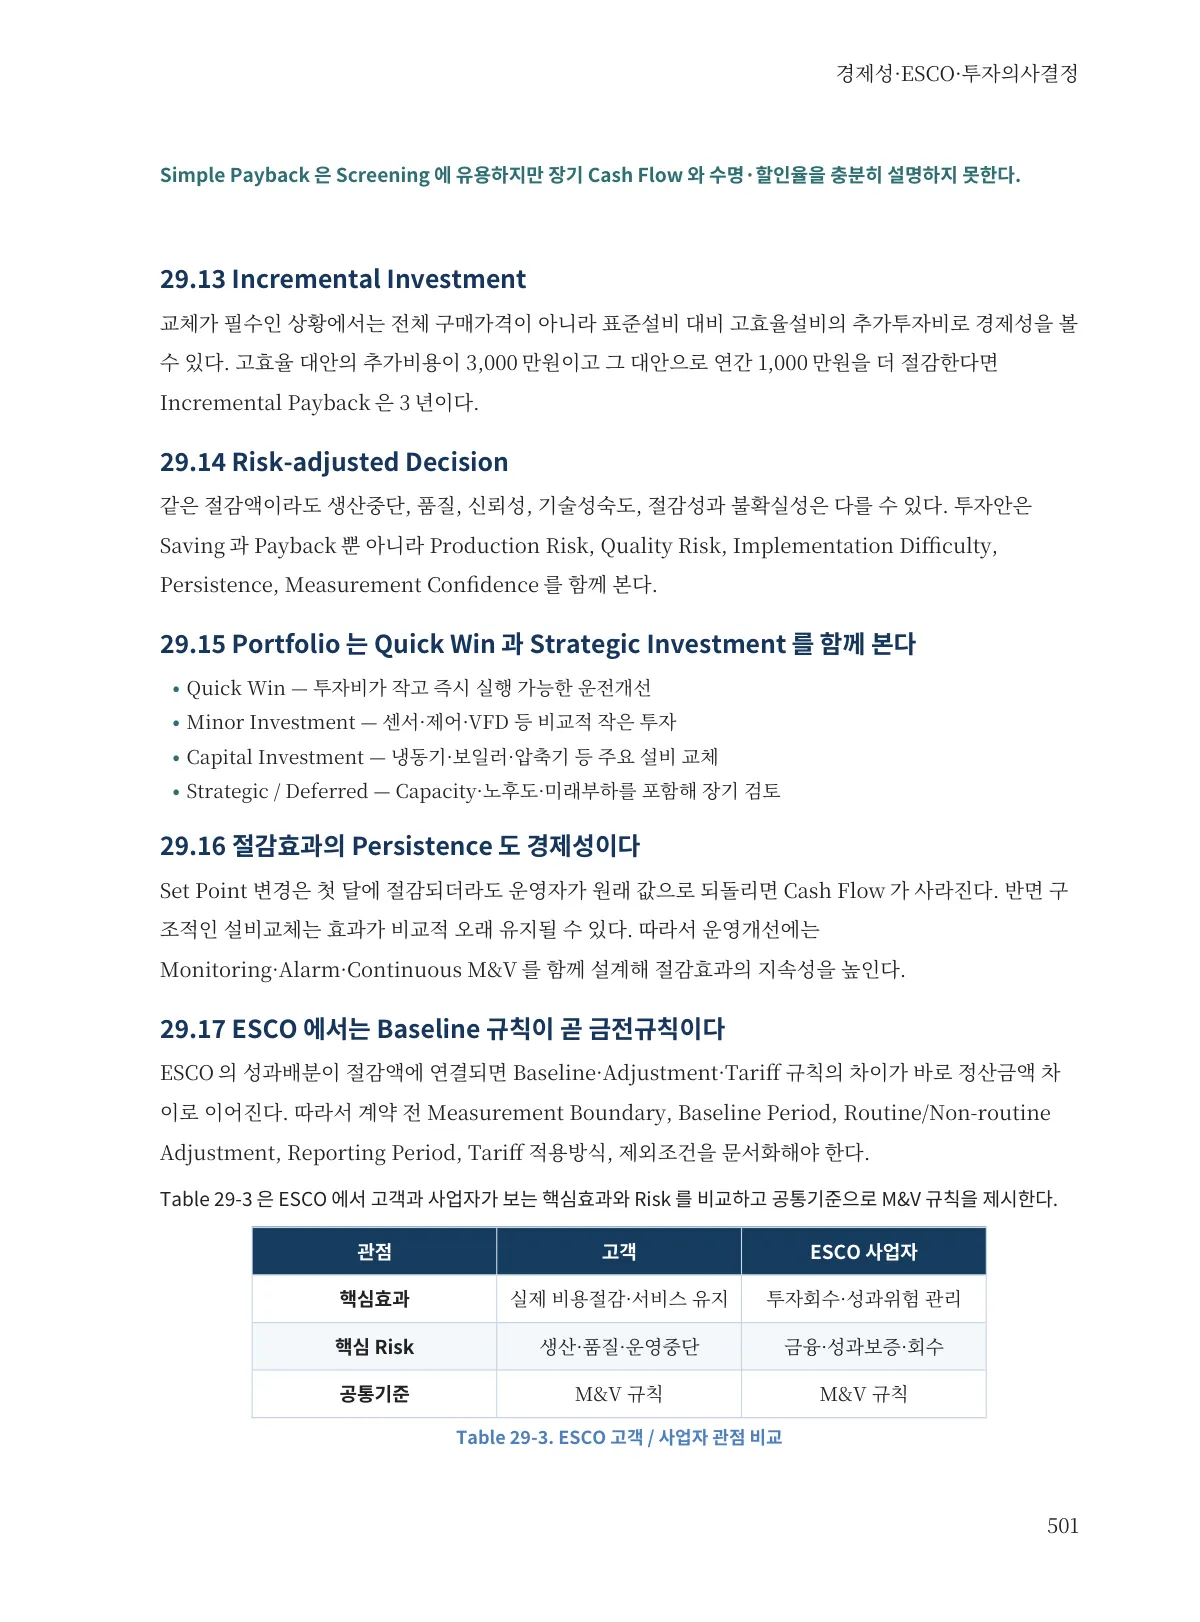 경제성·ESCO·투자의사결정
Simple Payback 은 Screening 에 유용하지만 장기 Cash Flow 와 수명·할인율을 충분히 설명하지 못한다.
29.13 Incremental Investment
교체가 필수인 상황에서는 전체 구매가격이 아니라 표준설비 대비 고효율설비의 추가투자비로 경제성을 볼
수 있다. 고효율 대안의 추가비용이 3,000 만원이고 그 대안으로 연간 1,000 만원을 더 절감한다면
Incremental Payback 은 3 년이다.
29.14 Risk-adjusted Decision
같은 절감액이라도 생산중단, 품질, 신뢰성, 기술성숙도, 절감성과 불확실성은 다를 수 있다. 투자안은
Saving 과 Payback 뿐 아니라 Production Risk, Quality Risk, Implementation Difficulty,
Persistence, Measurement Confidence 를 함께 본다.
29.15 Portfolio 는 Quick Win 과 Strategic Investment 를 함께 본다
• Quick Win — 투자비가 작고 즉시 실행 가능한 운전개선
• Minor Investment — 센서·제어·VFD 등 비교적 작은 투자
• Capital Investment — 냉동기·보일러·압축기 등 주요 설비 교체
• Strategic / Deferred — Capacity·노후도·미래부하를 포함해 장기 검토
29.16 절감효과의 Persistence 도 경제성이다
Set Point 변경은 첫 달에 절감되더라도 운영자가 원래 값으로 되돌리면 Cash Flow 가 사라진다. 반면 구
조적인 설비교체는 효과가 비교적 오래 유지될 수 있다. 따라서 운영개선에는
Monitoring·Alarm·Continuous M&V 를 함께 설계해 절감효과의 지속성을 높인다.
29.17 ESCO 에서는 Baseline 규칙이 곧 금전규칙이다
ESCO 의 성과배분이 절감액에 연결되면 Baseline·Adjustment·Tariff 규칙의 차이가 바로 정산금액 차
이로 이어진다. 따라서 계약 전 Measurement Boundary, Baseline Period, Routine/Non-routine
Adjustment, Reporting Period, Tariff 적용방식, 제외조건을 문서화해야 한다.
Table 29-3 은 ESCO 에서 고객과 사업자가 보는 핵심효과와 Risk 를 비교하고 공통기준으로 M&V 규칙을 제시한다.
관점 고객 ESCO 사업자
핵심효과 실제 비용절감·서비스 유지 투자회수·성과위험 관리
핵심 Risk 생산·품질·운영중단 금융·성과보증·회수
공통기준 M&V 규칙 M&V 규칙
Table 29-3. ESCO 고객 / 사업자 관점 비교
501